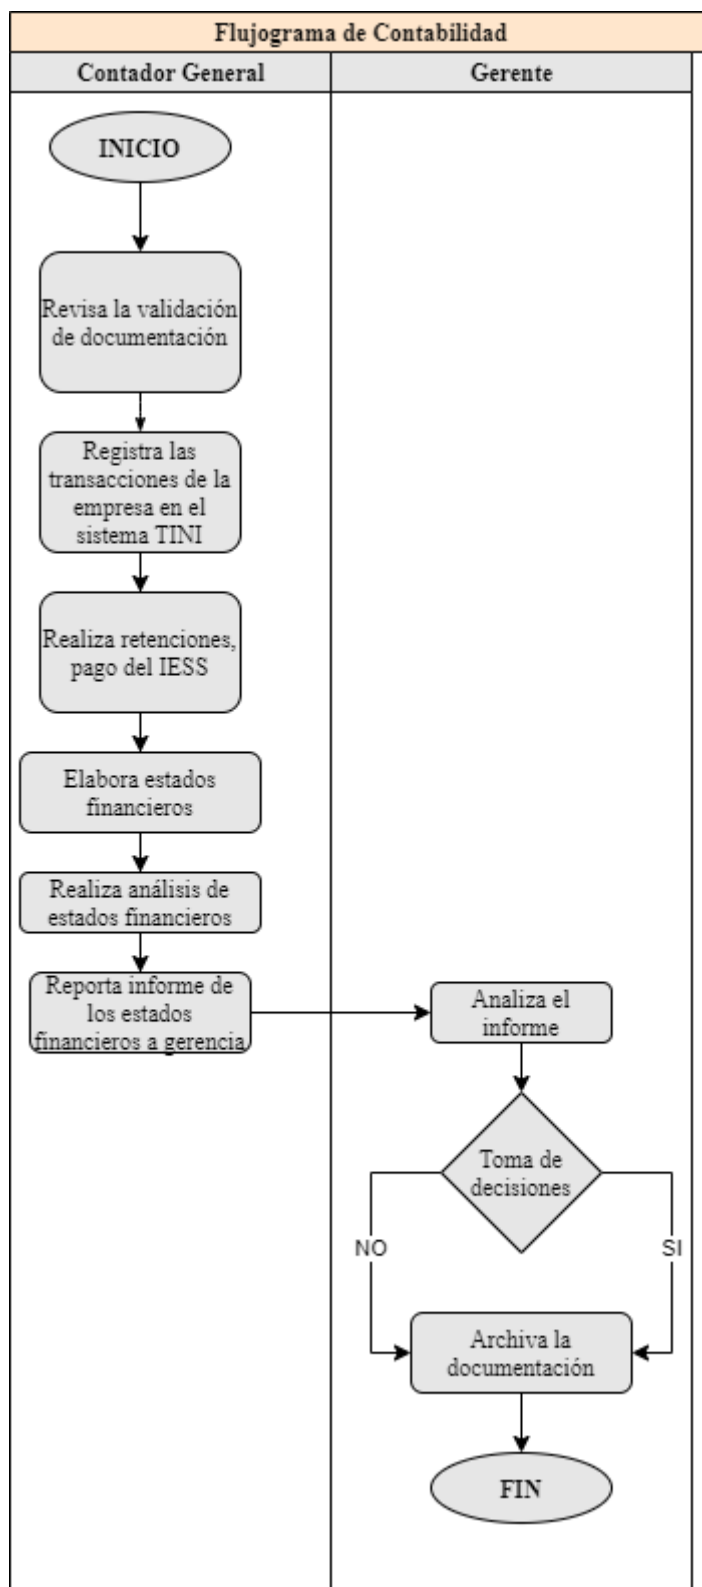 Flujograma de Contabilidad
Contador General
Gerente
INICIO
Revisa la validación
de documentación
Registra las
transacciones de la
empresa en el
sistema TINI
Realiza retenciones,
pago del IESS
Elabora estados
financieros
Realiza análisis de
estados financieros
Reporta informe de
los estados
financieros a gerencia
Analiza el
informe
Toma de
decisiones
NO
SI
Archiva la
documentación
FIN